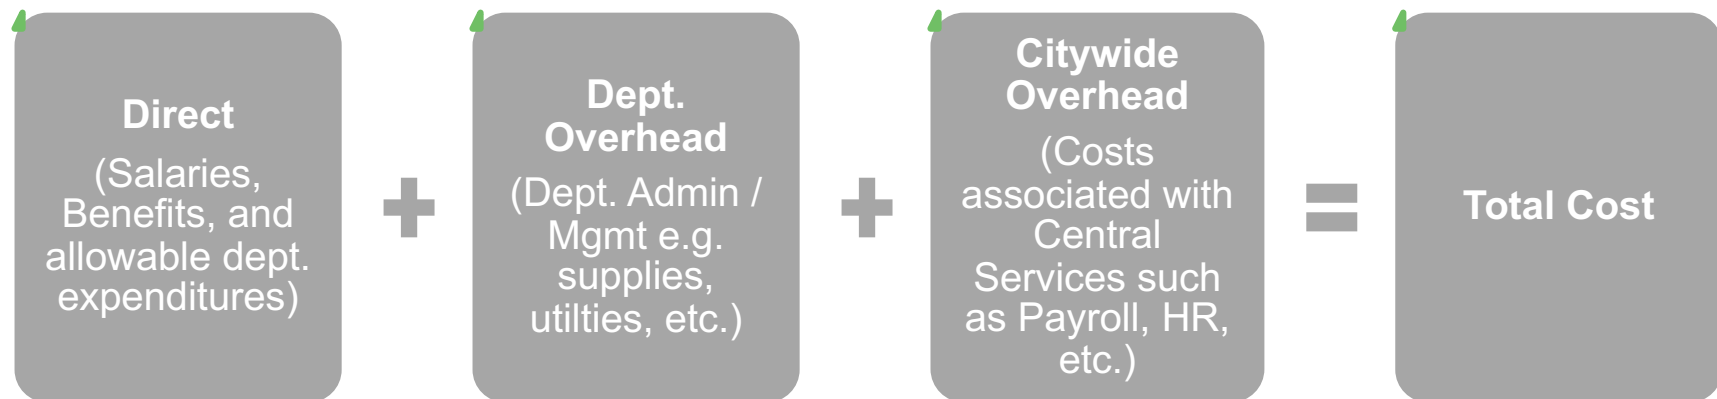 Direct
(Salaries,
Benefits, and
allowable dept.
expenditures)
+
Dept.
Overhead
(Dept. Admin /
Mgmt e.g.
supplies,
utilties, etc.)
+
Citywide
Overhead
(Costs
associated with
Central
Services such
as Payroll, HR,
etc.)
=
Total Cost